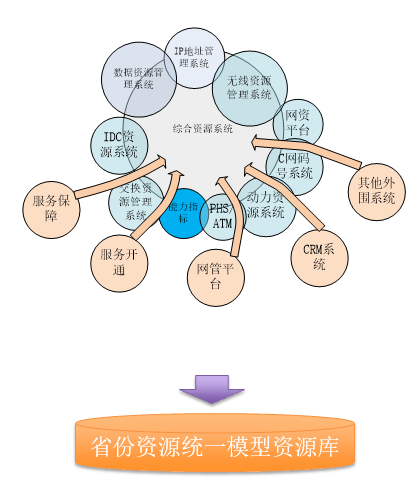 IP地址管
理系统
数据资源管
理系统
无线资源
管理系统
网资
平台
综合资源系统
IDC资
源系统
C网码
号系统
其他外
围系统
服务保
障
交换资
源管理
系统
能力指
标
PHS/
ATM
动力资
源系统
服务开
通
网管平
台
CRM系
统
省份资源统一模型资源库